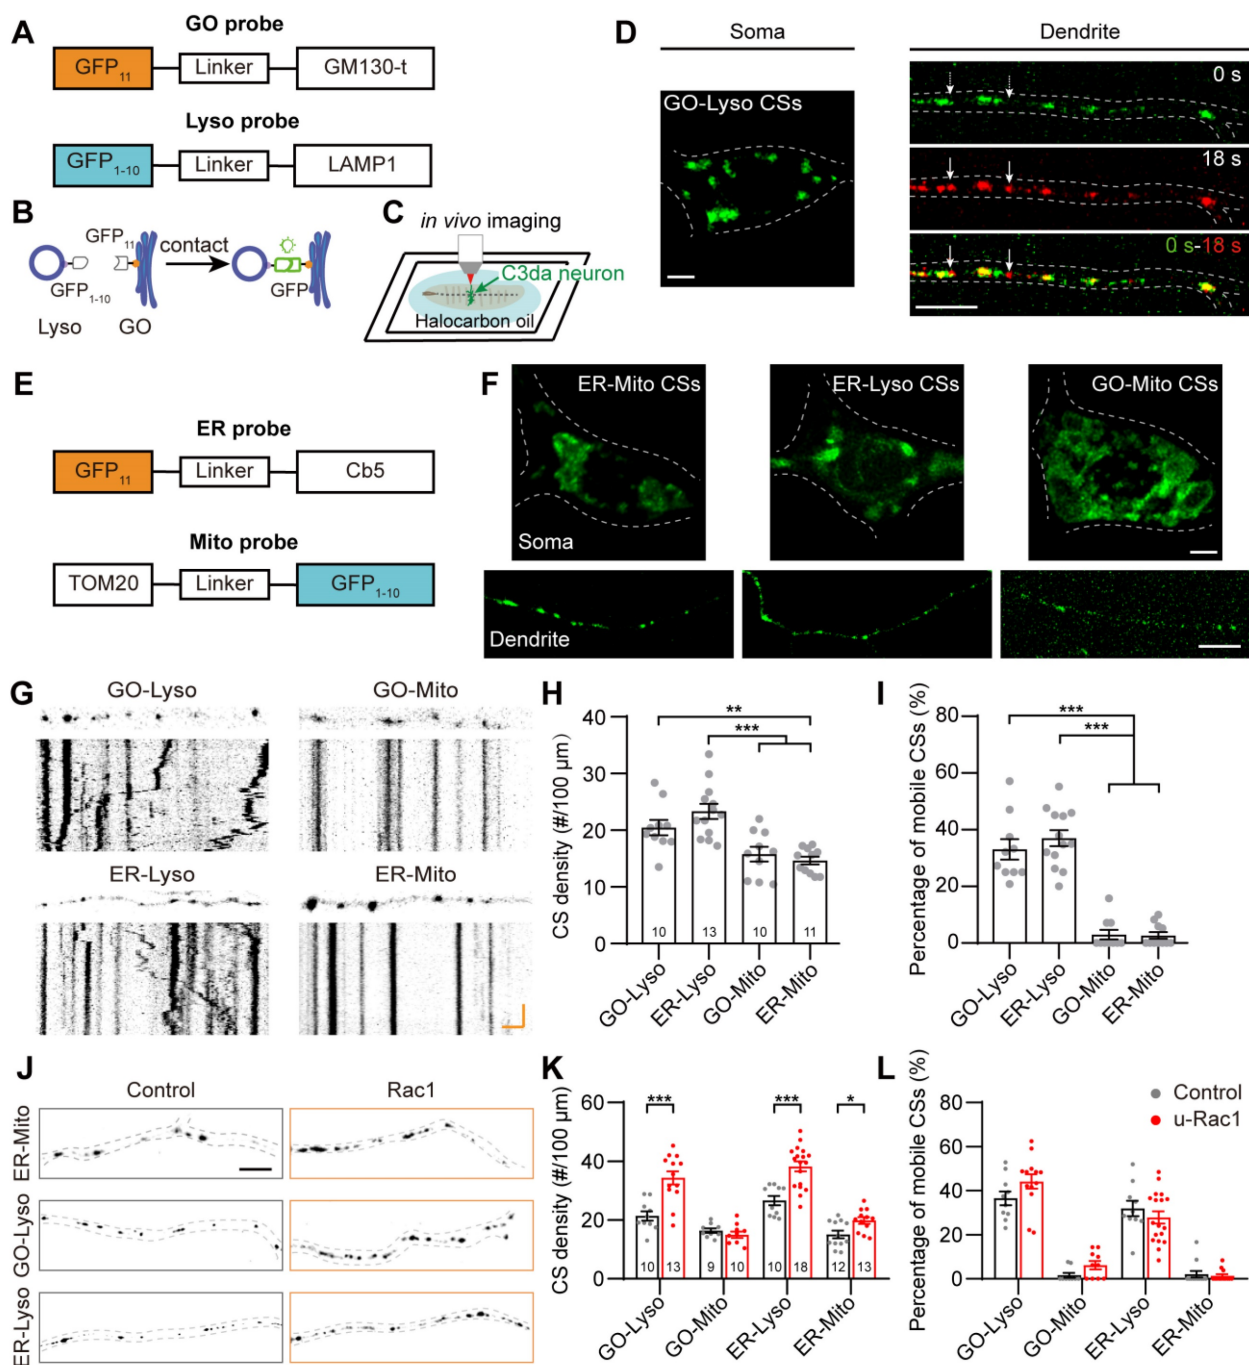 A
GO probe
GFP₁₁
Linker
GM130-t
Lyso probe
GFP₁₋₁₀
Linker
LAMP1
B
GFP₁₁
contact
GFP₁₋₁₀
GFP
Lyso
GO
C
in vivo imaging
C3da neuron
Halocarbon oil
D
Soma
Dendrite
GO-Lyso CSs
0 s
18 s
0 s-18 s
E
ER probe
GFP₁₁
Linker
Cb5
Mito probe
TOM20
Linker
GFP₁₋₁₀
F
ER-Mito CSs
ER-Lyso CSs
GO-Mito CSs
Soma
Dendrite
G
GO-Lyso
GO-Mito
ER-Lyso
ER-Mito
H
CS density (#/100 µm)
40
30
20
10
0
**
***
10
13
10
11
GO-Lyso
ER-Lyso
GO-Mito
ER-Mito
I
Percentage of mobile CSs (%)
80
60
40
20
0
***
***
GO-Lyso
ER-Lyso
GO-Mito
ER-Mito
J
Control
Rac1
ER-Mito
GO-Lyso
ER-Lyso
K
CS density (#/100 µm)
60
40
20
0
***
***
*
10
13
9
10
10
18
12
13
GO-Lyso
GO-Mito
ER-Lyso
ER-Mito
L
Percentage of mobile CSs (%)
80
60
40
20
0
Control
u-Rac1
GO-Lyso
GO-Mito
ER-Lyso
ER-Mito